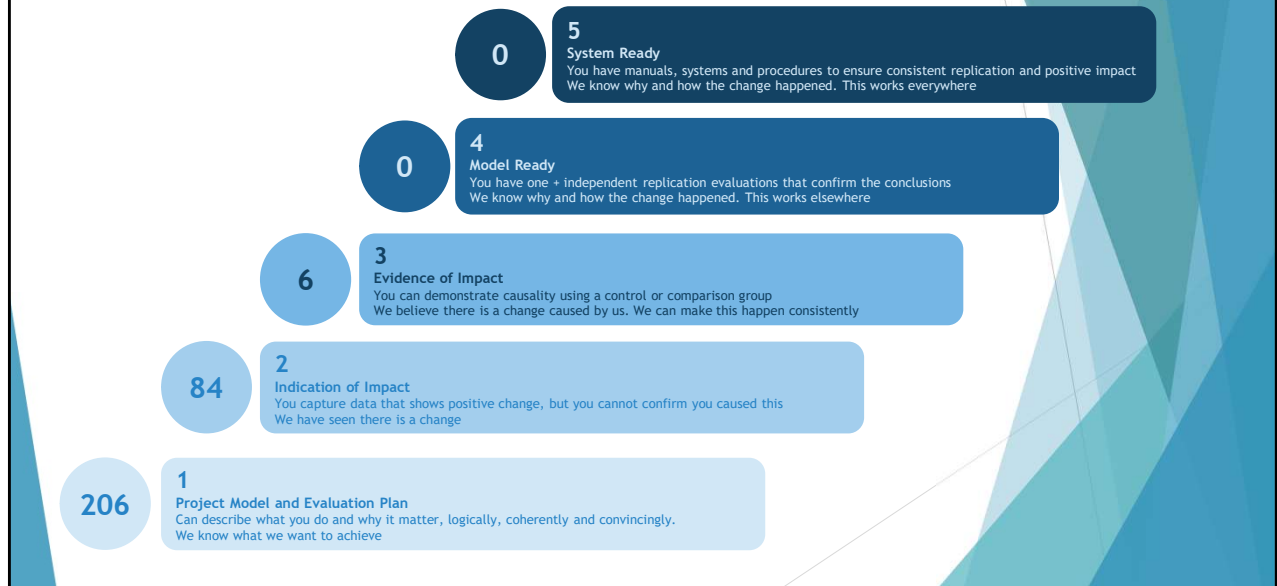 0
5
System Ready
You have manuals, systems and procedures to ensure consistent replication and positive impact
We know why and how the change happened. This works everywhere
0
4
Model Ready
You have one + independent replication evaluations that confirm the conclusions
We know why and how the change happened. This works elsewhere
6
3
Evidence of Impact
You can demonstrate causality using a control or comparison group
We believe there is a change caused by us. We can make this happen consistently
84
2
Indication of Impact
You capture data that shows positive change, but you cannot confirm you caused this
We have seen there is a change
206
1
Project Model and Evaluation Plan
Can describe what you do and why it matter, logically, coherently and convincingly.
We know what we want to achieve